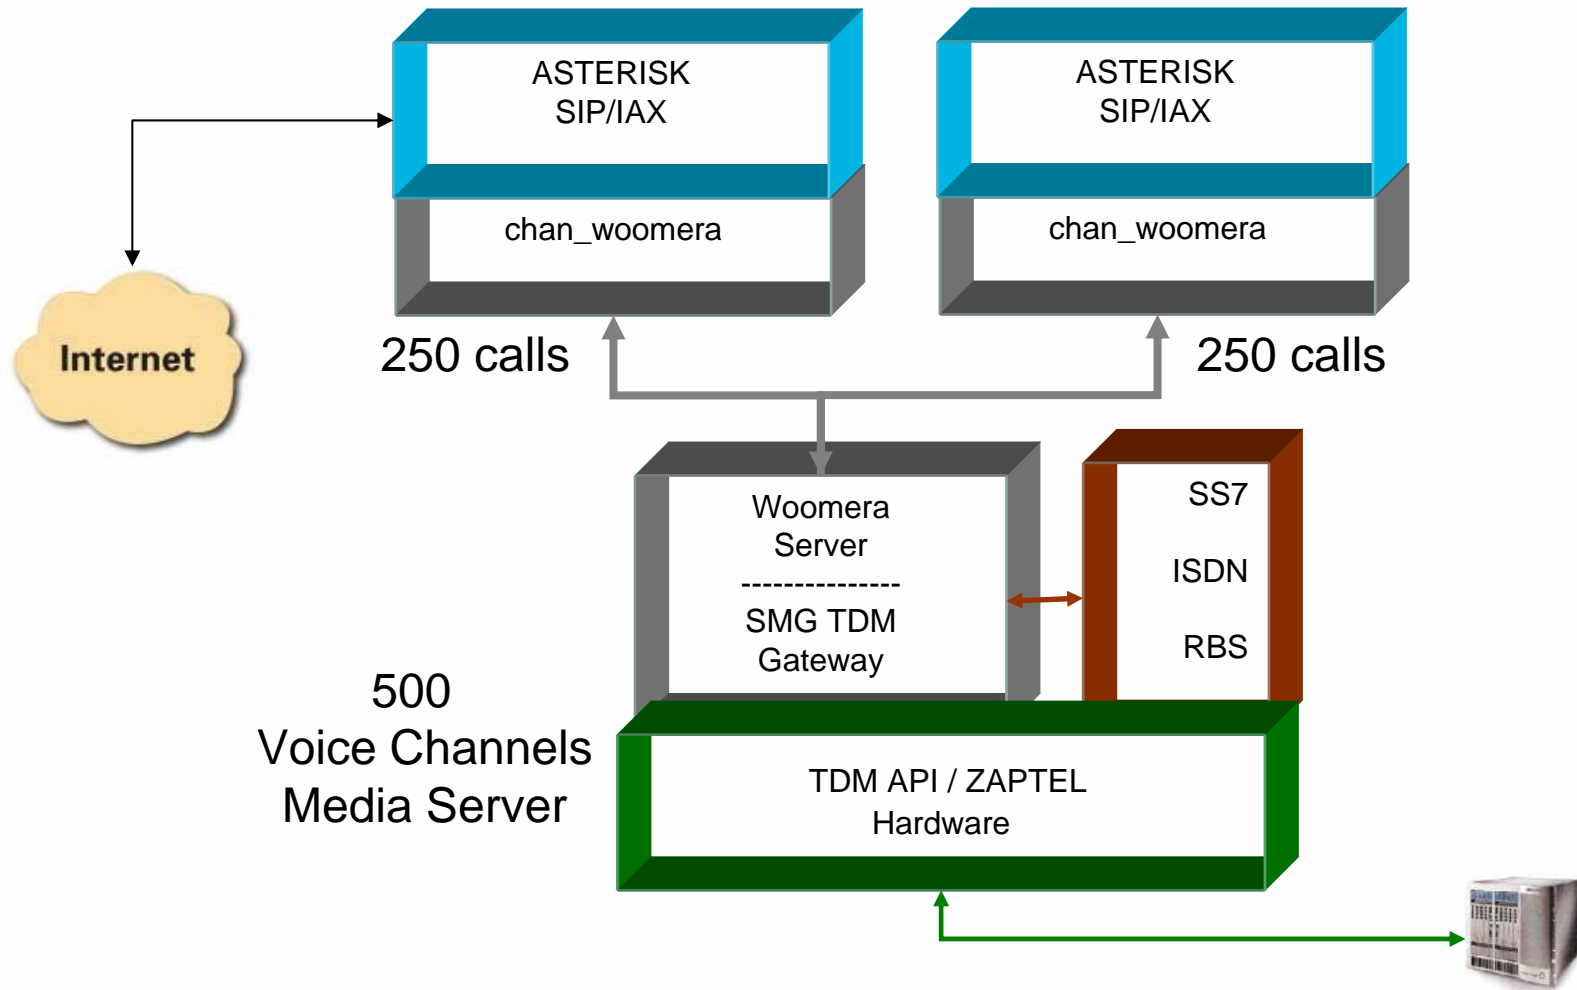 ASTERISK
SIP/IAX
ASTERISK
SIP/IAX
chan_woomera
chan_woomera
Internet
250 calls
250 calls
Woomera
Server
---------------
SMG TDM
Gateway
SS7
ISDN
RBS
500
Voice Channels
Media Server
TDM API / ZAPTEL
Hardware